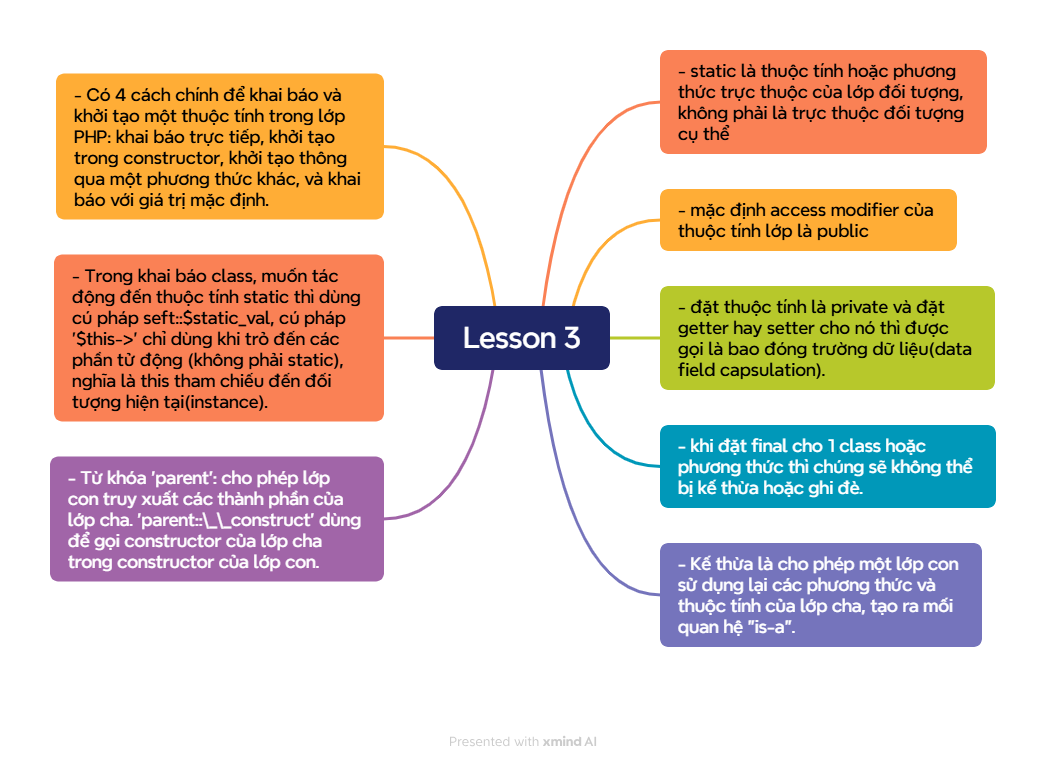 - Có 4 cách chính để khai báo và
khởi tạo một thuộc tính trong lớp
PHP: khai báo trực tiếp, khởi tạo
trong constructor, khởi tạo thông
qua một phương thức khác, và khai
báo với giá trị mặc định.
- Trong khai báo class, muốn tác
động đến thuộc tính static thì dùng
cú pháp seft::$static_val, cú pháp
'$this->' chỉ dùng khi trỏ đến các
phần tử động (không phải static),
nghĩa là this tham chiếu đến đối
tượng hiện tại(instance).
- Từ khóa 'parent': cho phép lớp
con truy xuất các thành phần của
lớp cha. 'parent::\_\_construct' dùng
để gọi constructor của lớp cha
trong constructor của lớp con.
Lesson 3
- static là thuộc tính hoặc phương
thức trực thuộc của lớp đối tượng,
không phải là trực thuộc đối tượng
cụ thể
- mặc định access modifier của
thuộc tính lớp là public
- đặt thuộc tính là private và đặt
getter hay setter cho nó thì được
gọi là bao đóng trường dữ liệu(data
field capsulation).
- khi đặt final cho 1 class hoặc
phương thức thì chúng sẽ không thể
bị kế thừa hoặc ghi đè.
- Kế thừa là cho phép một lớp con
sử dụng lại các phương thức và
thuộc tính của lớp cha, tạo ra mối
quan hệ "is-a".
Presented with xmind AI